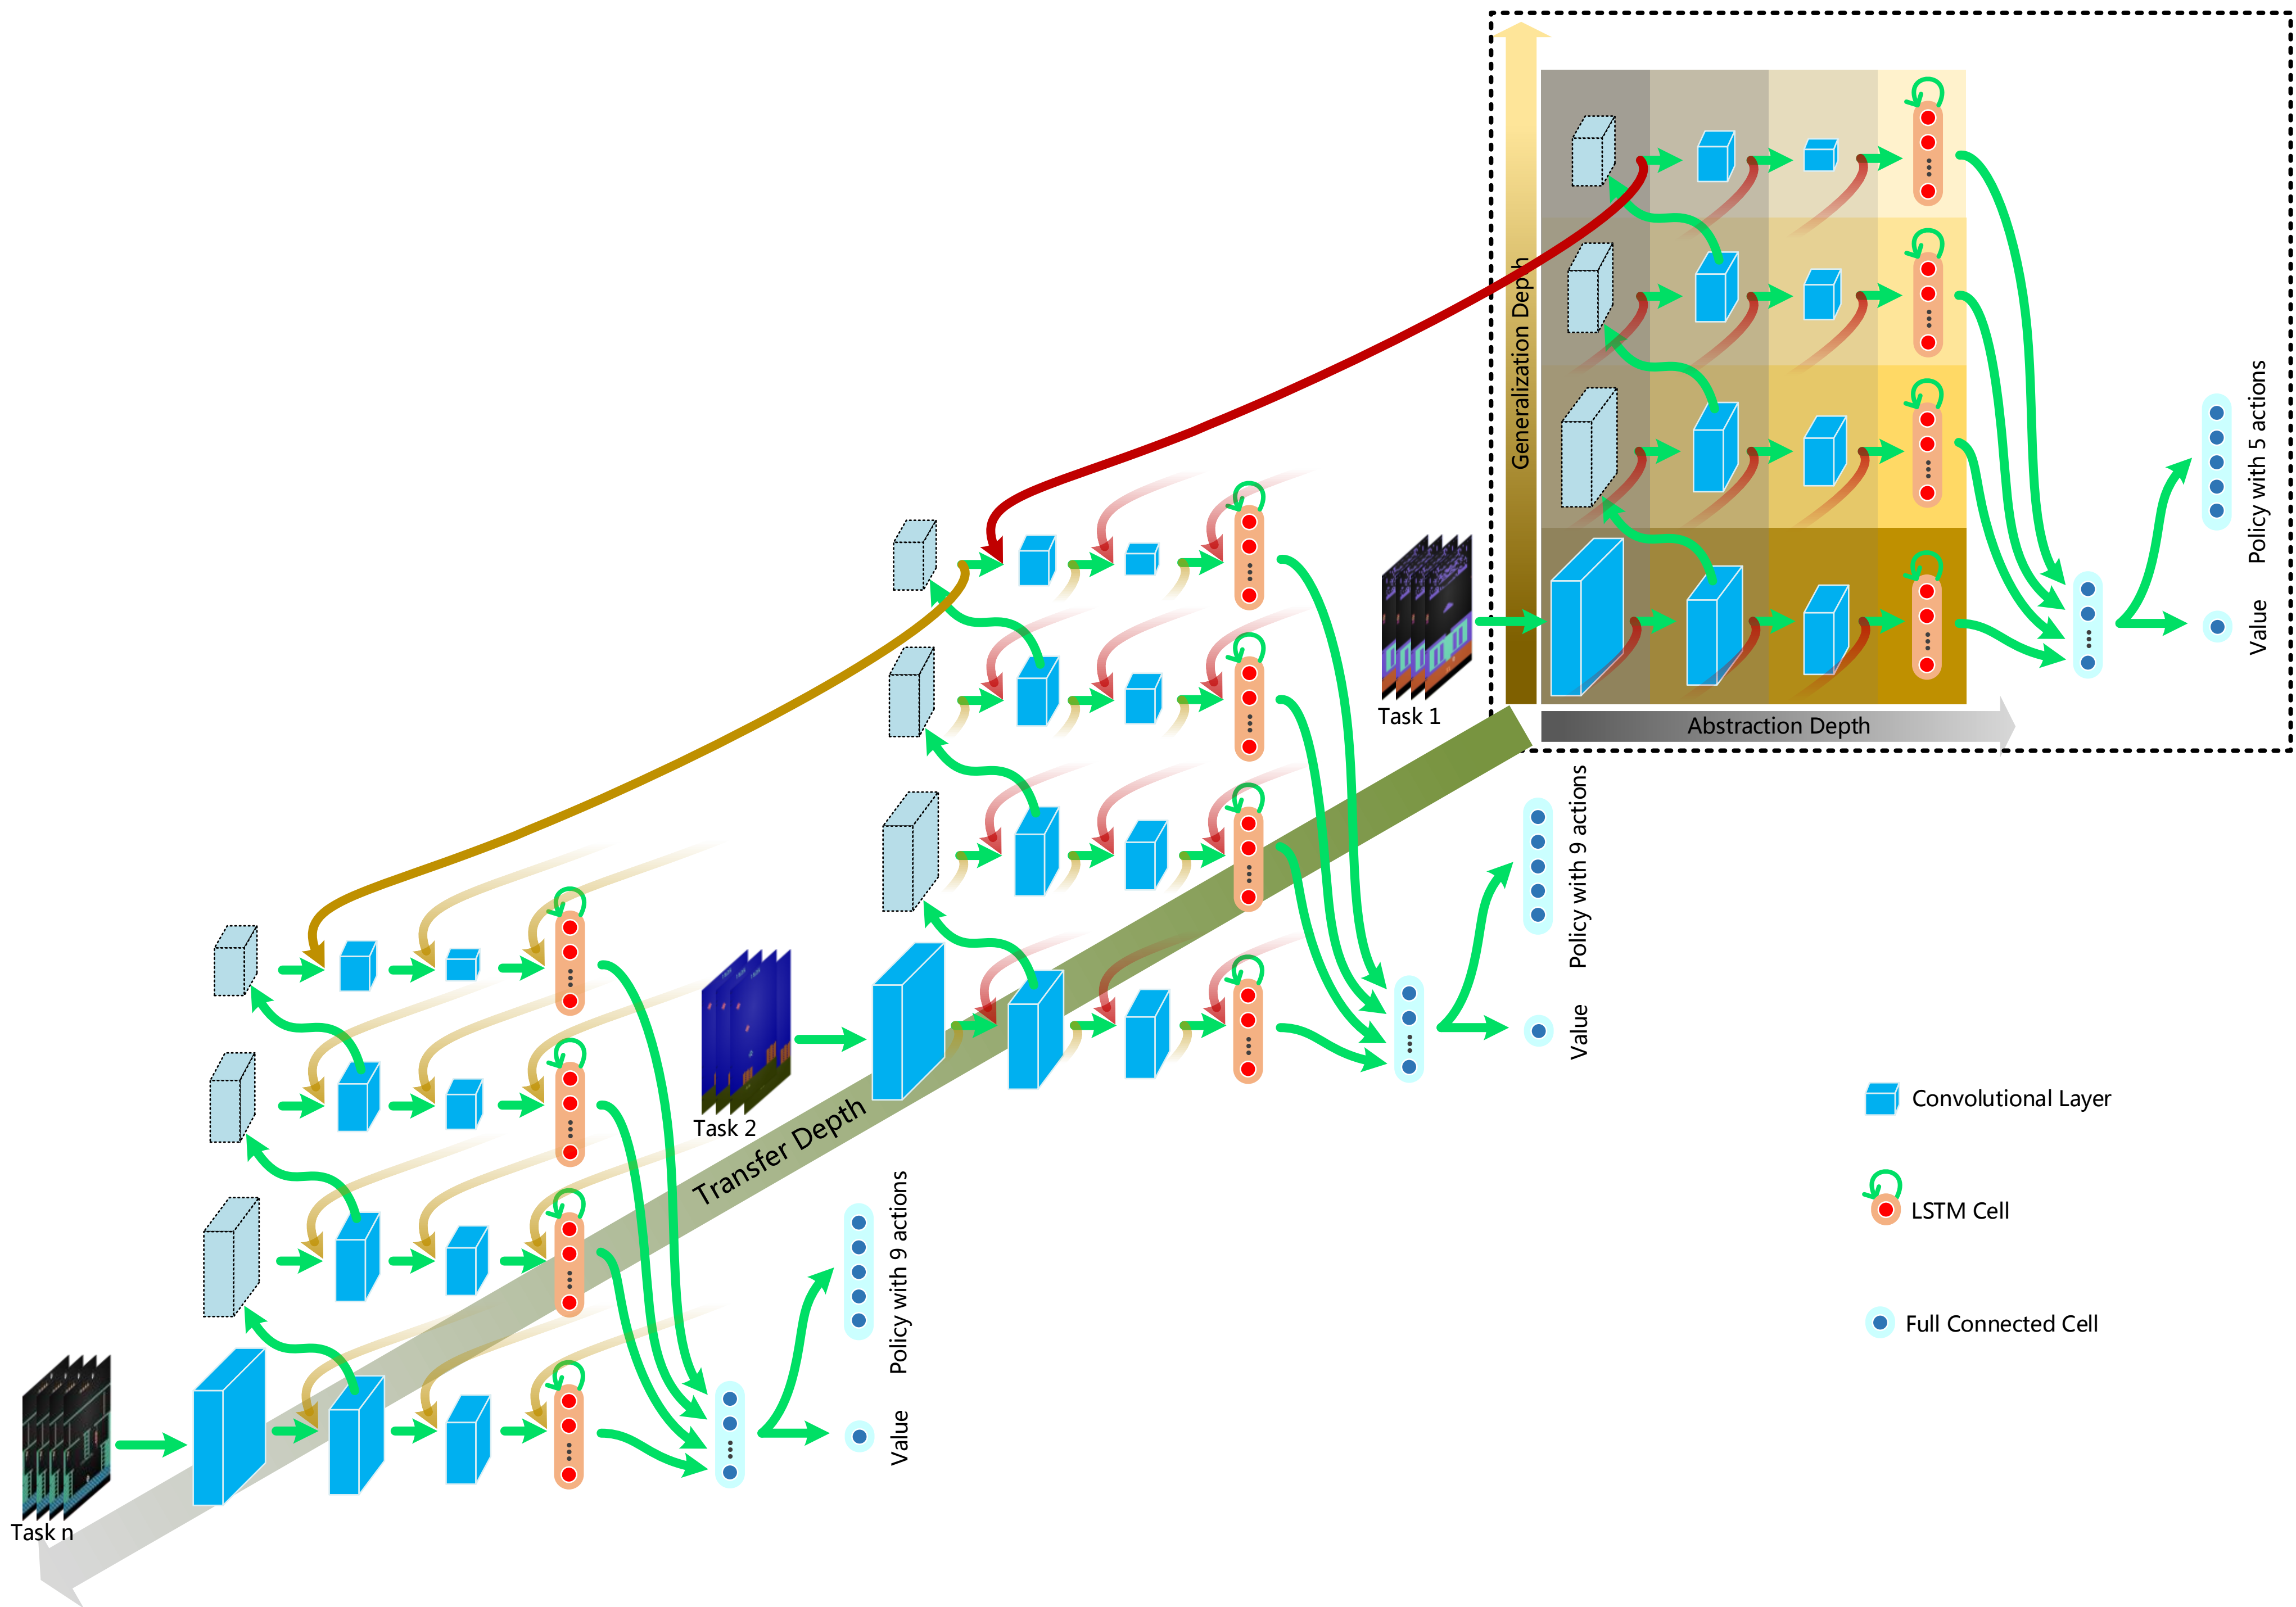 Generalization Depth
Policy with 5 actions
Value
Task 1
Abstraction Depth
Policy with 9 actions
Value
Task 2
Transfer Depth
Policy with 9 actions
Value
Task n
Convolutional Layer
LSTM Cell
Full Connected Cell